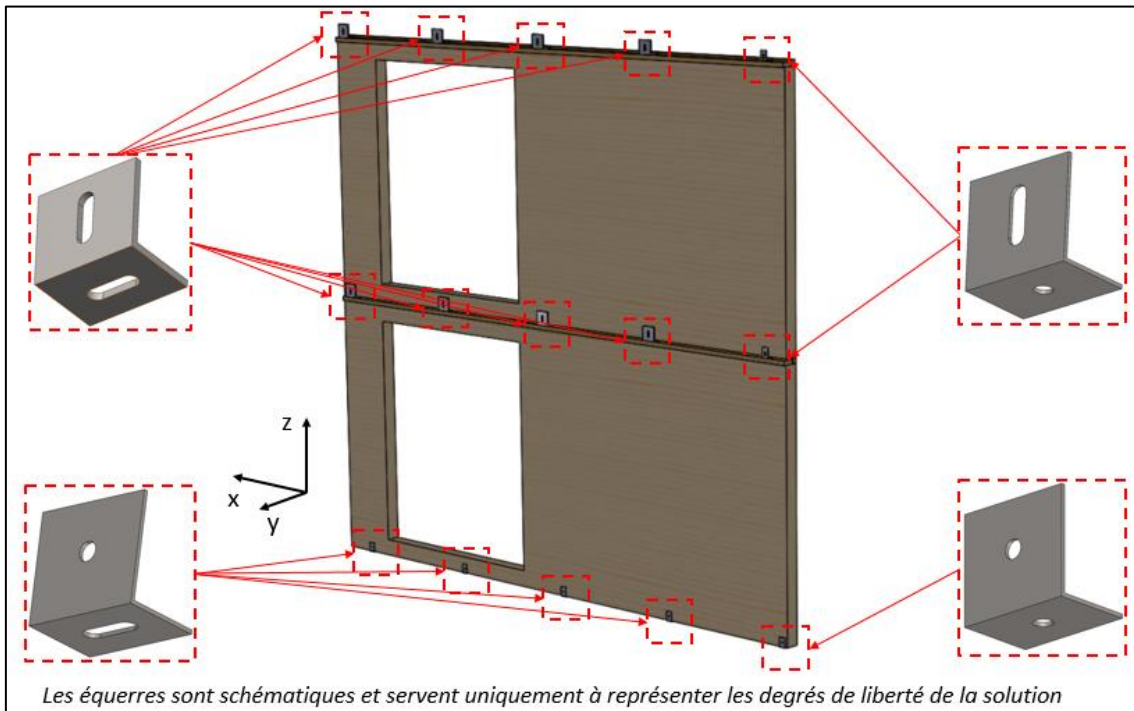 z
x
y
Les équerres sont schématiques et servent uniquement à représenter les degrés de liberté de la solution